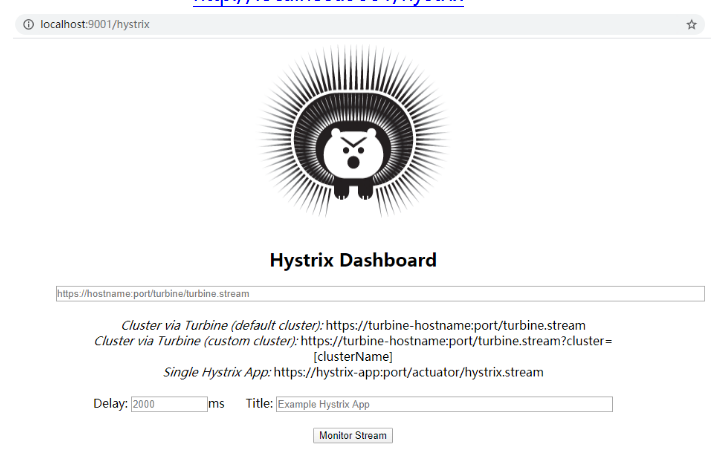 localhost:9001/hystrix
Hystrix Dashboard
https://hostname:port/turbine/turbine.stream
Cluster via Turbine (default cluster): https://turbine-hostname:port/turbine.stream
Cluster via Turbine (custom cluster): https://turbine-hostname:port/turbine.stream?cluster=
[clusterName]
Single Hystrix App: https://hystrix-app:port/actuator/hystrix.stream
Delay: 2000 ms Title: Example Hystrix App
Monitor Stream